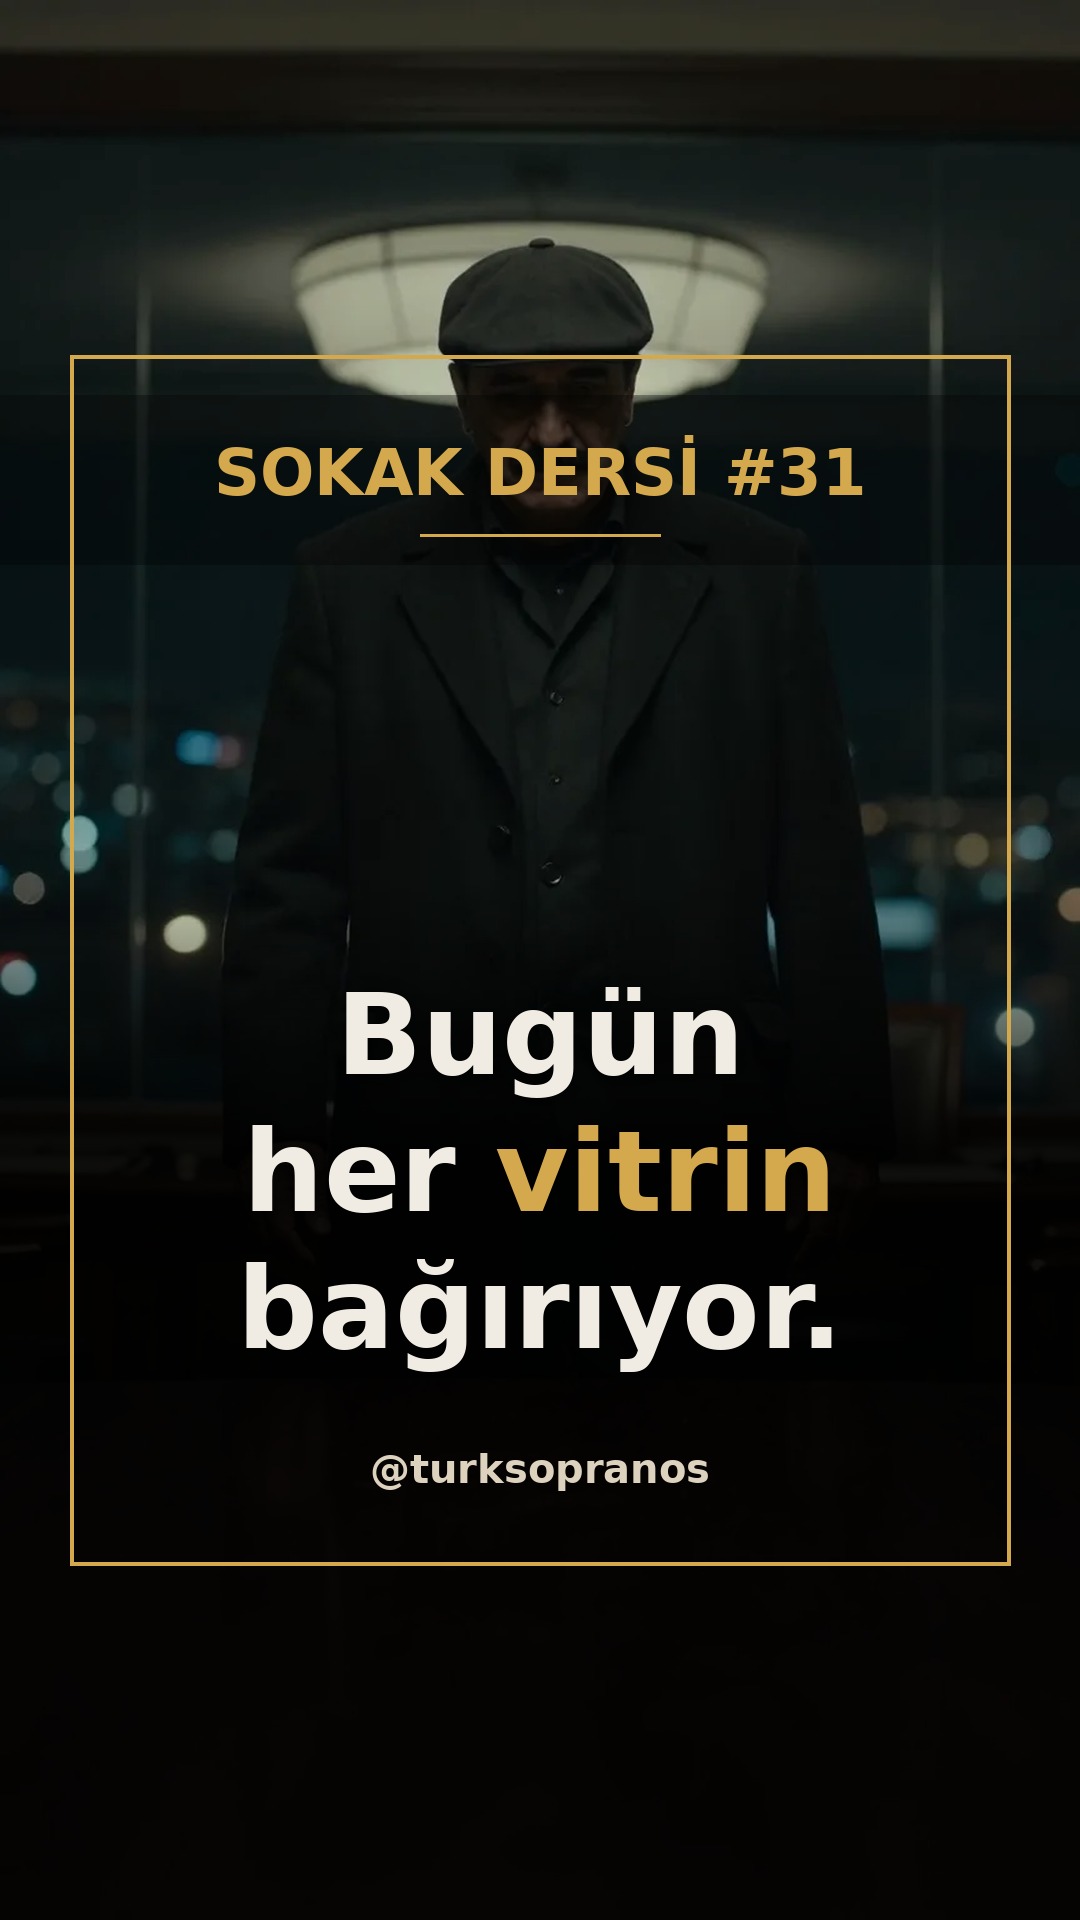 SOKAK DERSİ #31
Bugün
her vitrin
bağırıyor.
@turksopranos